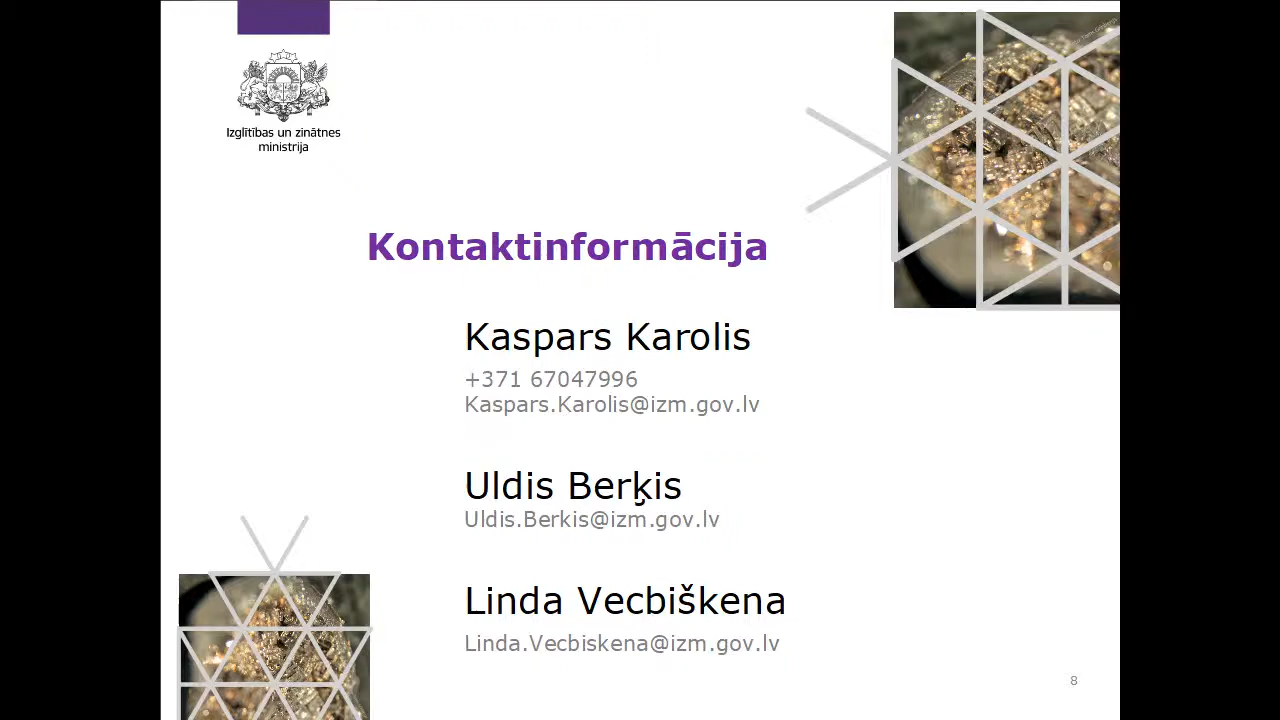 Izglītības un zinātnes
ministrija
Kontaktinformācija
Kaspars Karolis
+371 67047996
Kaspars.Karolis@izm.gov.lv
Uldis Berķis
Uldis.Berkis@izm.gov.lv
Linda Vecbiškena
Linda.Vecbiskena@izm.gov.lv
8